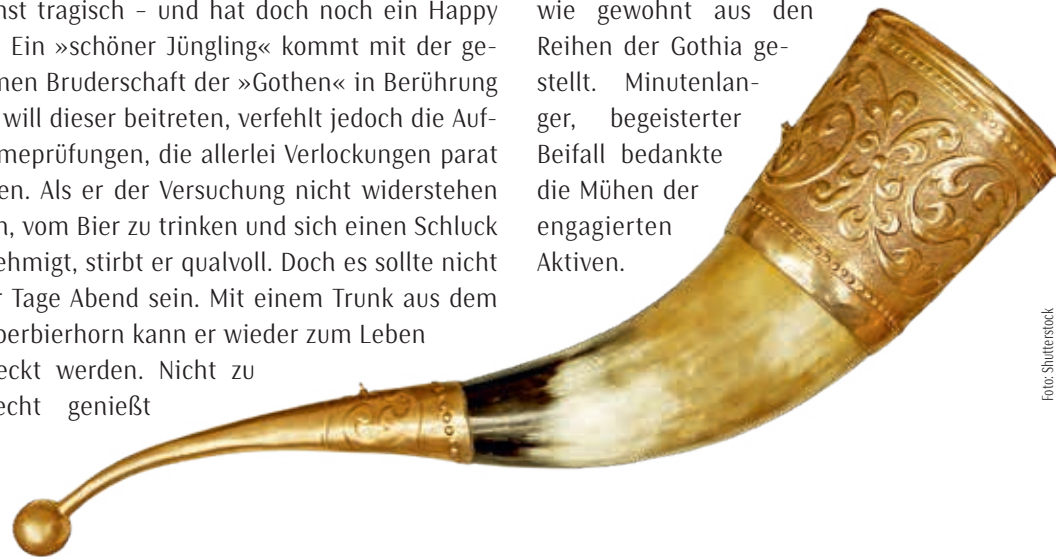 nst tragisch – und hat doch noch ein Happy
Ein »schöner Jüngling« kommt mit der ge-
nen Bruderschaft der »Gothen« in Berührung
will dieser beitreten, verfehlt jedoch die Auf-
meprüfungen, die allerlei Verlockungen parat
en. Als er der Versuchung nicht widerstehen
n, vom Bier zu trinken und sich einen Schluck
ehmigt, stirbt er qualvoll. Doch es sollte nicht
r Tage Abend sein. Mit einem Trunk aus dem
berbierhorn kann er wieder zum Leben
eckt werden. Nicht zu
echt genießt
wie gewohnt aus den
Reihen der Gothia ge-
stellt. Minutenlan-
ger, begeisterter
Beifall bedankte
die Mühen der
engagierten
Aktiven.
Foto: Shutterstock